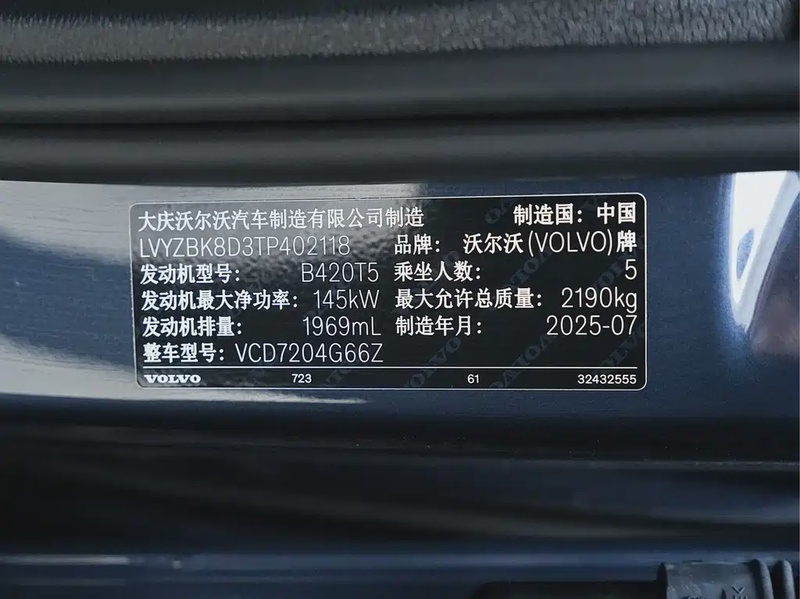 大庆沃尔沃汽车制造有限公司制造 制造国：中国
LVYZBK8D3TP402118 品牌：沃尔沃(VOLVO)牌
发动机型号：B420T5 乘坐人数：5
发动机最大净功率：145kW 最大允许总质量：2190kg
发动机排量：1969mL 制造年月：2025-07
整车型号：VCD7204G66Z
VOLVO 723 61 32432555